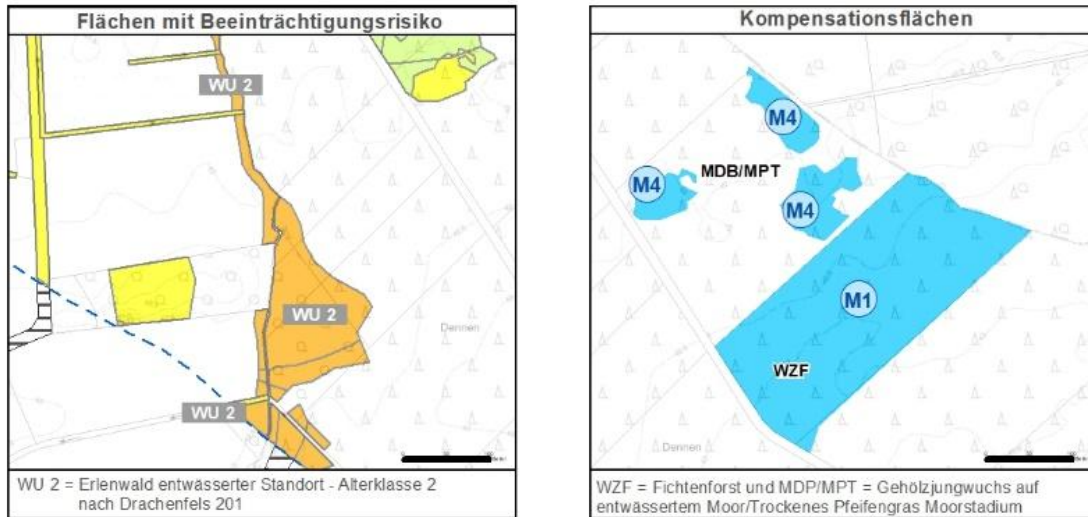 Flächen mit Beeinträchtigungsrisiko
WU 2
WU 2
Dennen
WU 2
WU 2 = Erlenwald entwässerter Standort - Alterklasse 2
nach Drachenfels 201
Kompensationsflächen
M4
M4
MDB/MPT
M4
M1
WZF
Dennen
WZF = Fichtenforst und MDP/MPT = Gehölzjungwuchs auf
entwässertem Moor/Trockenes Pfeifengras Moorstadium